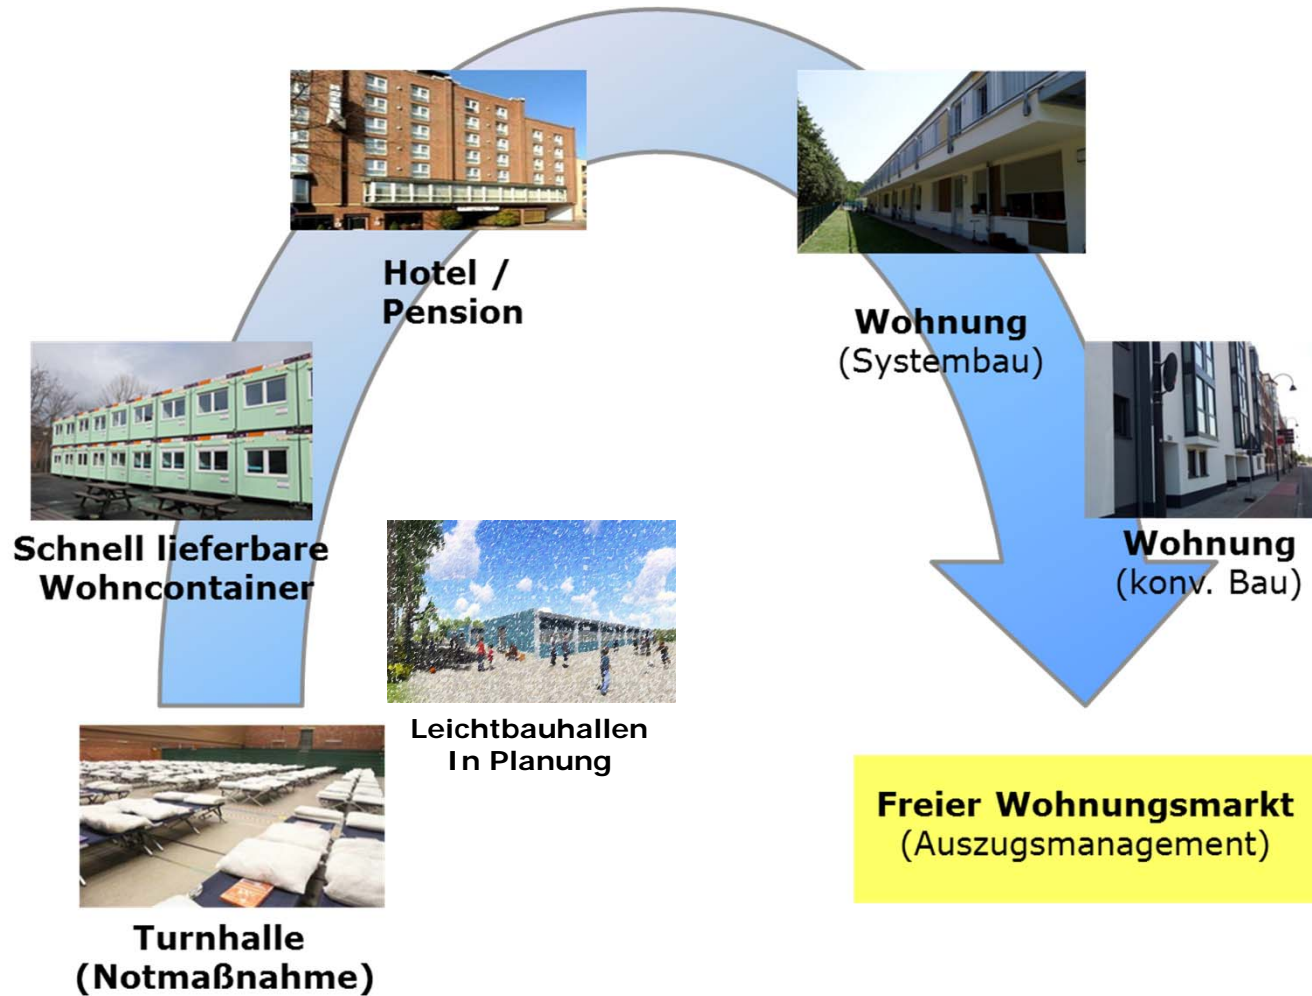 Hotel /
Pension
Wohnung
(Systembau)
Schnell lieferbare
Wohncontainer
Wohnung
(konv. Bau)
Leichtbauhallen
In Planung
Freier Wohnungsmarkt
(Auszugsmanagement)
Turnhalle
(Notmaßnahme)